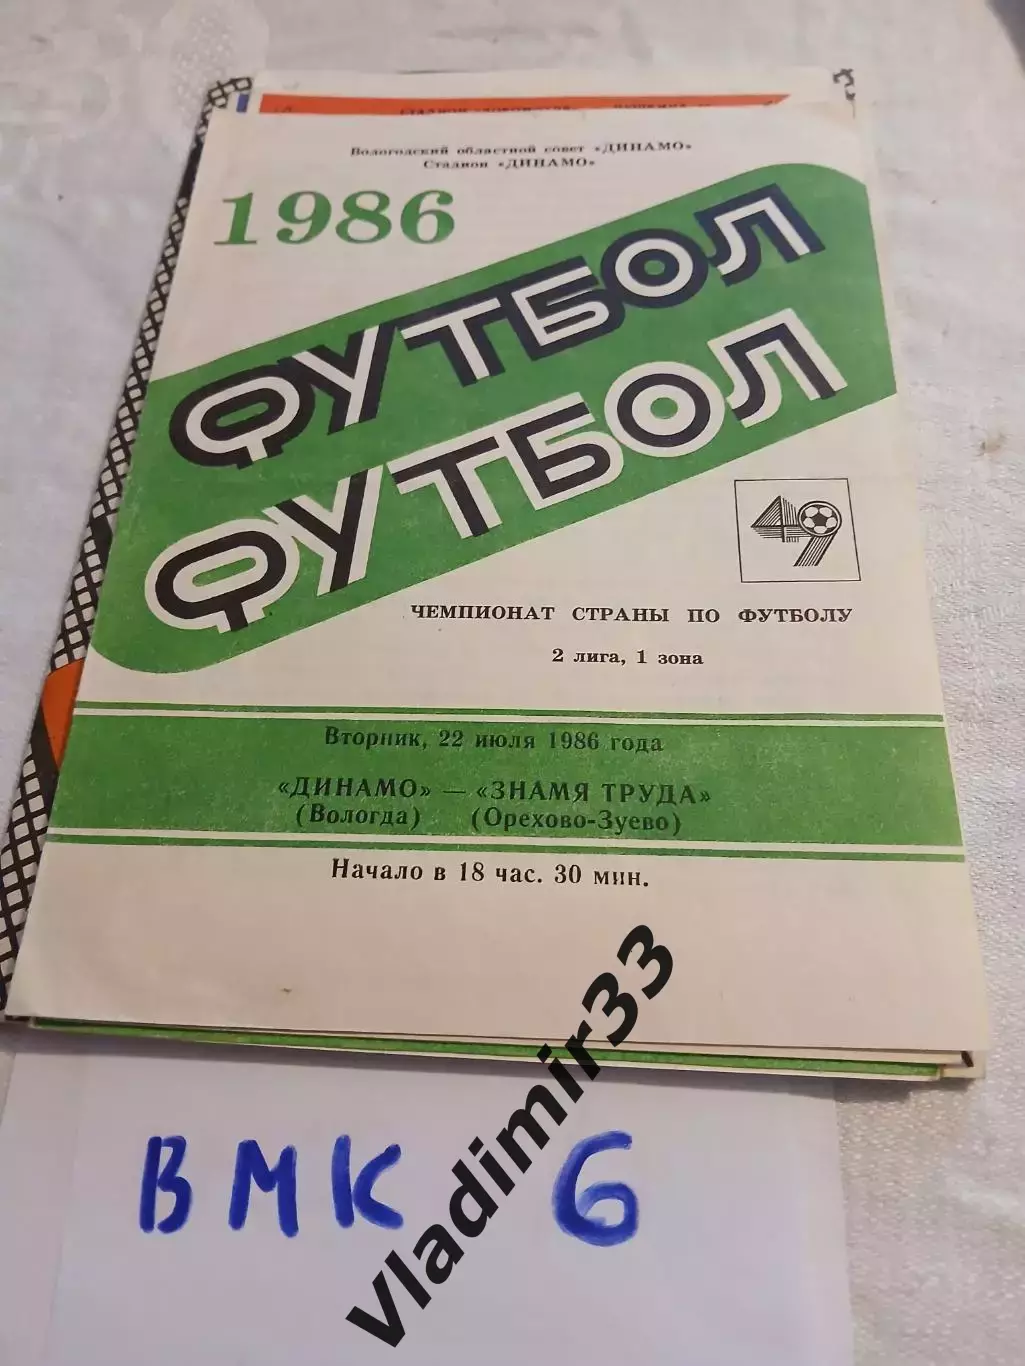 Вологодский областной совет «ДИНАМО»
Стадион «ДИНАМО»
1986
ФУТБОЛ
ФУТБОЛ
49
ЧЕМПИОНАТ СТРАНЫ ПО ФУТБОЛУ
2 лига, 1 зона
Вторник, 22 июля 1986 года
«ДИНАМО» — «ЗНАМЯ ТРУДА»
(Вологда) (Орехово-Зуево)
Начало в 18 час. 30 мин.
ВМК 6
Vladimir33